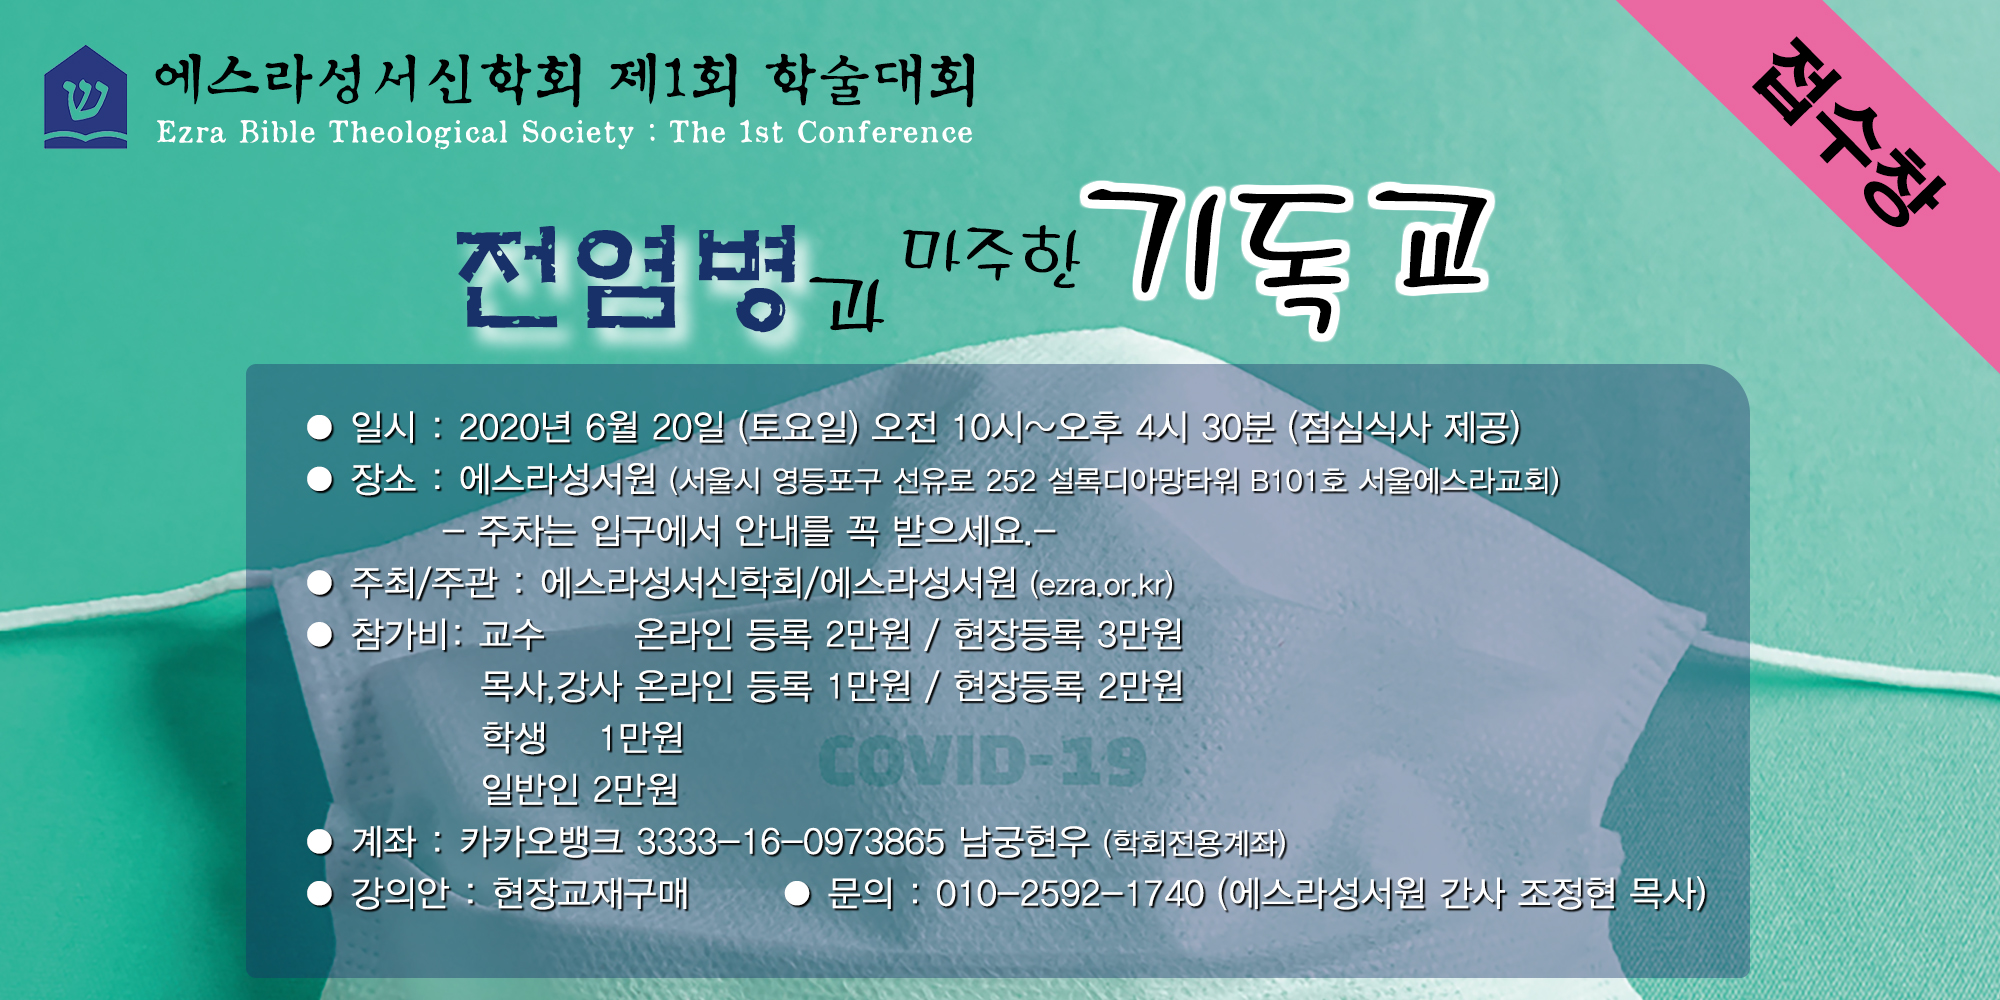 에스라성서신학회 제1회 학술대회
Ezra Bible Theological Society : The 1st Conference
접수창
전염병과 마주한 기독교
● 일시 : 2020년 6월 20일 (토요일) 오전 10시~오후 4시 30분 (점심식사 제공)
● 장소 : 에스라성서원 (서울시 영등포구 선유로 252 설록디아망타워 B101호 서울에스라교회)
- 주차는 입구에서 안내를 꼭 받으세요.-
● 주최/주관 : 에스라성서신학회/에스라성서원 (ezra.or.kr)
● 참가비: 교수 온라인 등록 2만원 / 현장등록 3만원
목사,강사 온라인 등록 1만원 / 현장등록 2만원
학생 1만원
일반인 2만원
● 계좌 : 카카오뱅크 3333-16-0973865 남궁현우 (학회전용계좌)
● 강의안 : 현장교재구매 ● 문의 : 010-2592-1740 (에스라성서원 간사 조정현 목사)
COVID-19
ש